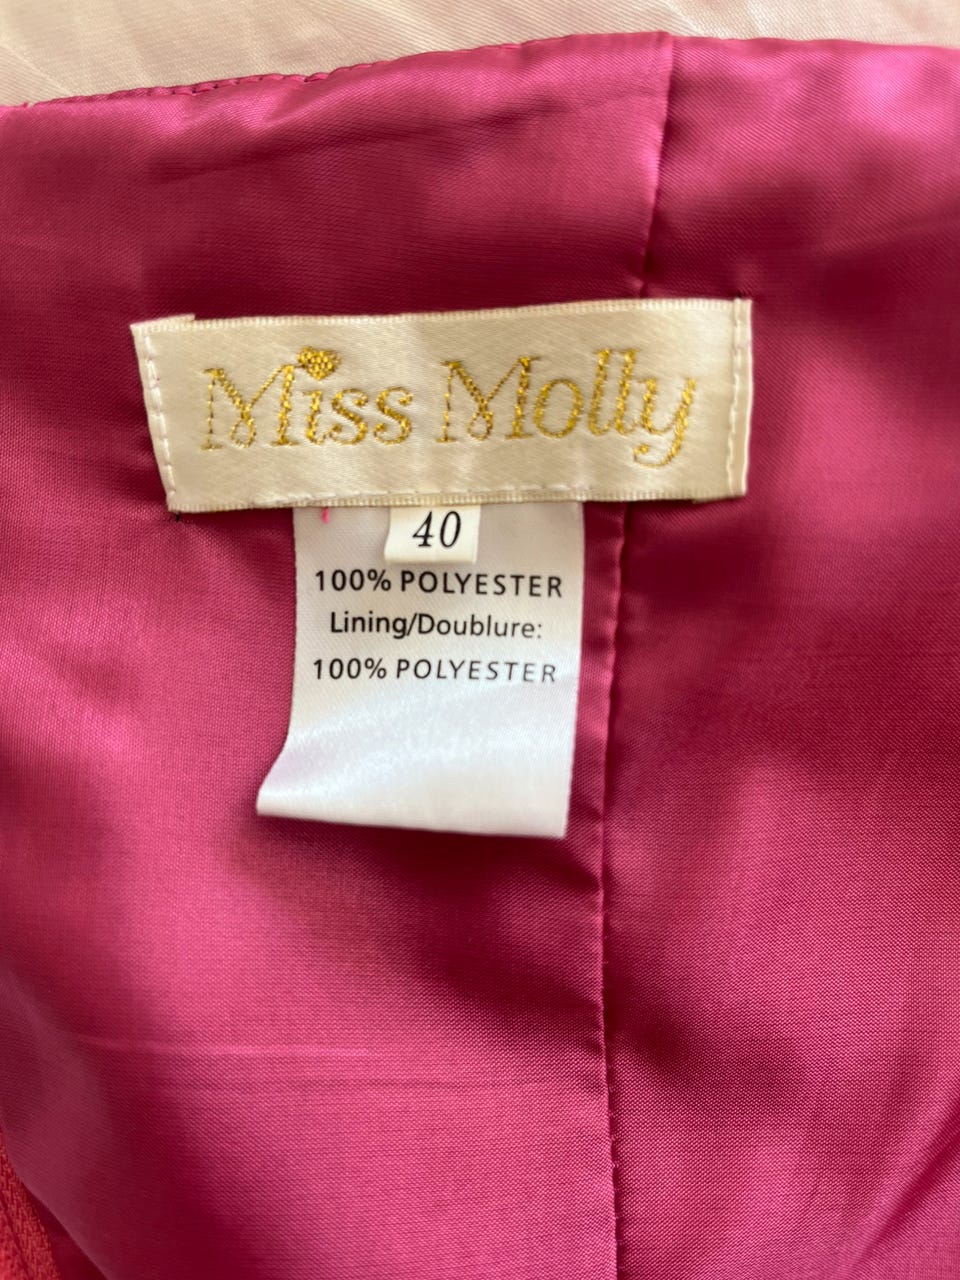 Miss Molly
40
100% POLYESTER
Lining/Doublure:
100% POLYESTER